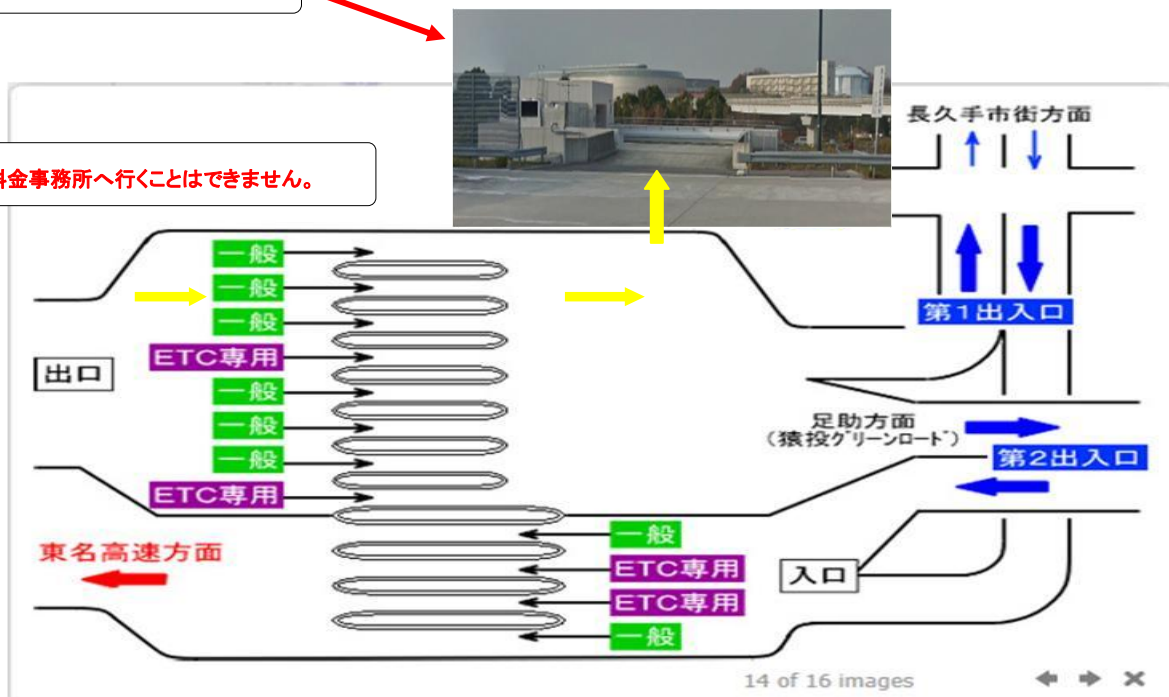 長久手市街方面
料金事務所へ行くことはできません。
一般
一般
一般
ETC専用
一般
一般
一般
ETC専用
出口
第1出入口
足助方面
(猿投グリーンロード)
第2出入口
東名高速方面
一般
ETC専用
ETC専用
一般
入口
14 of 16 images